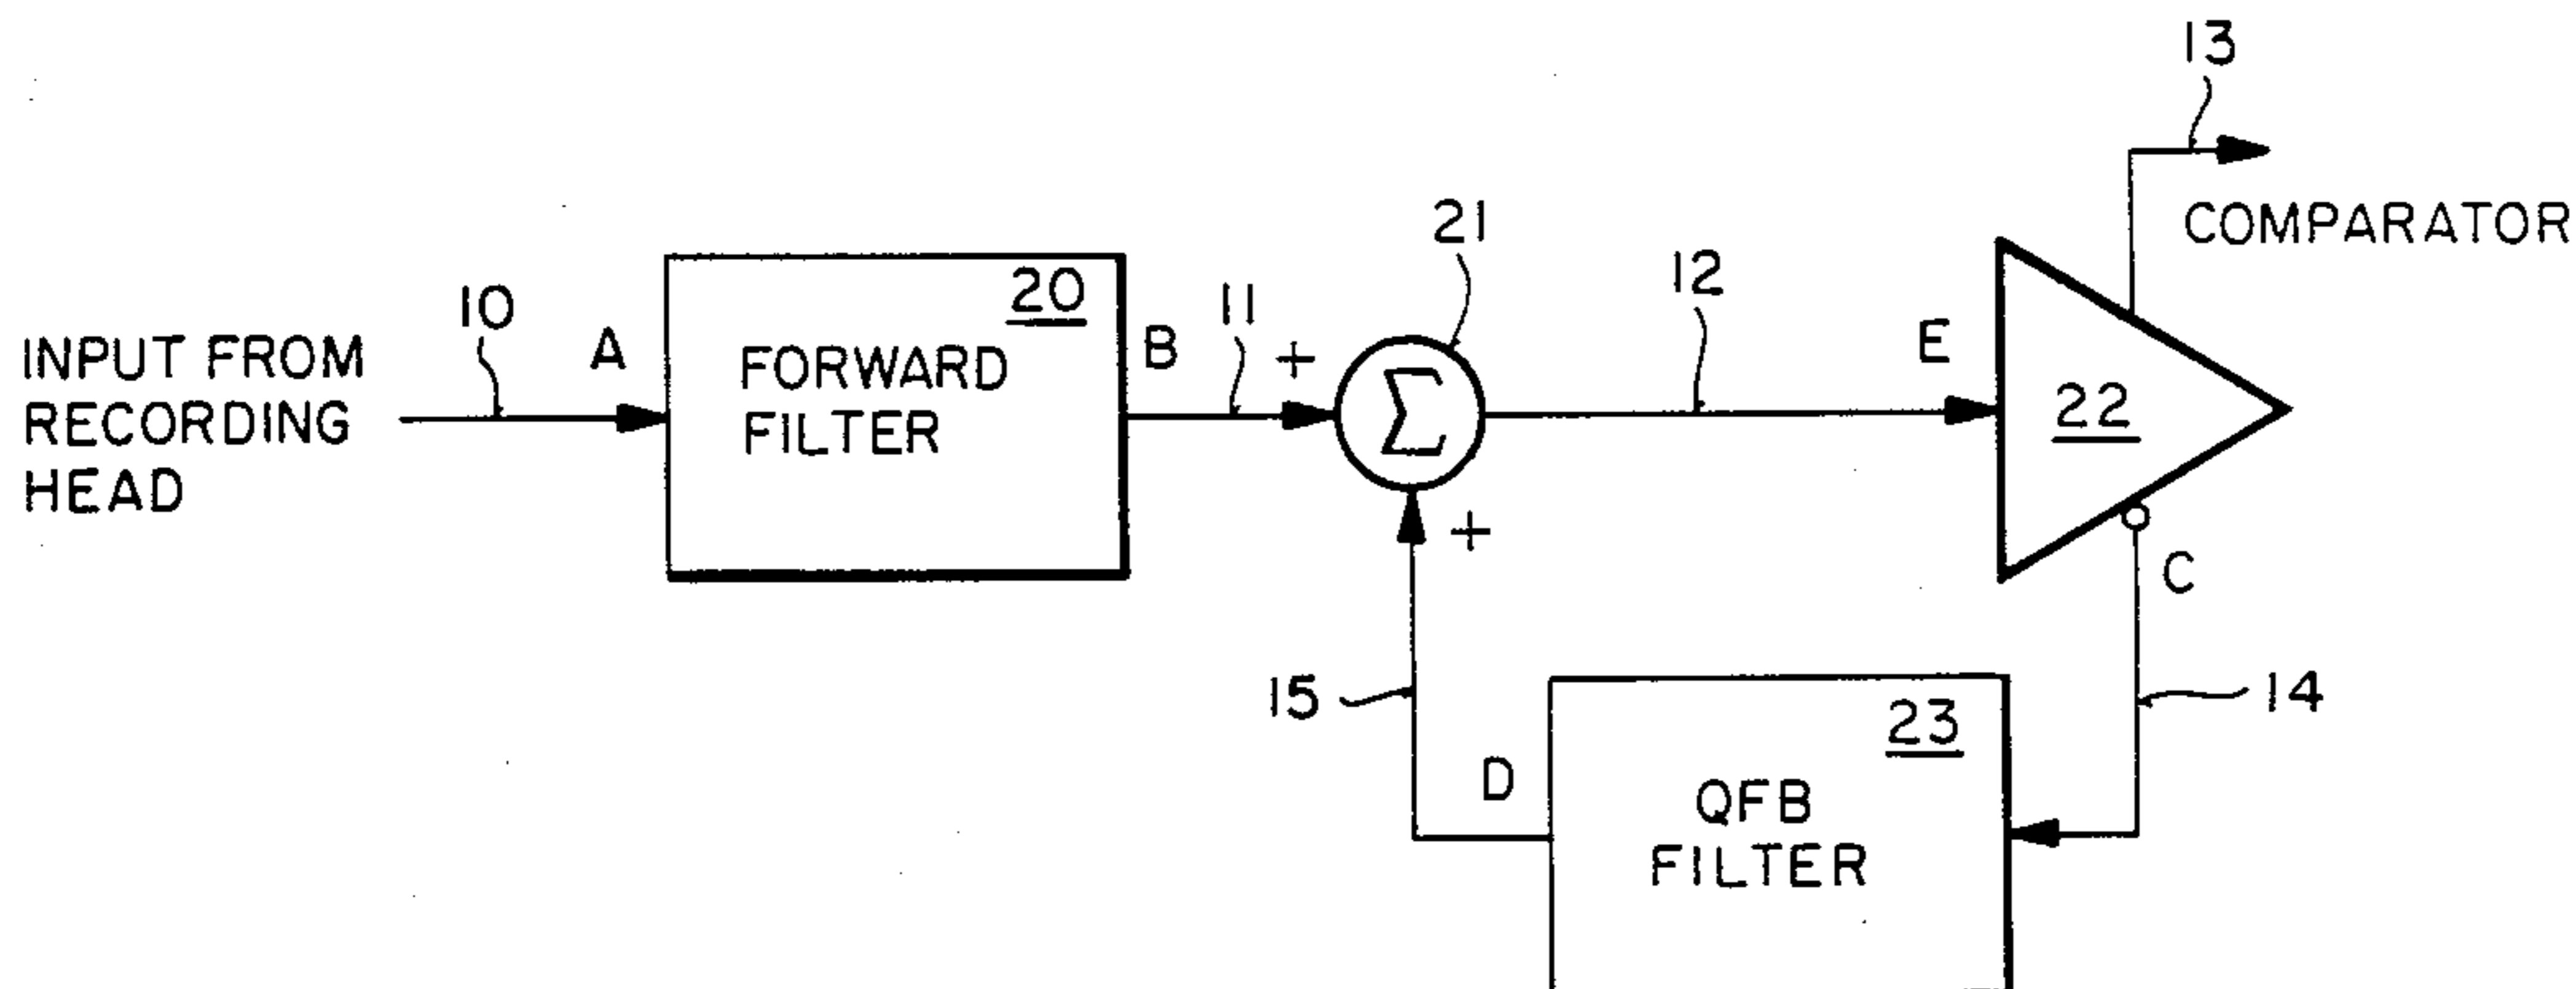 13
COMPARATOR
21
12
20
10
A
B
11
+
E
INPUT FROM
RECORDING
HEAD
FORWARD
FILTER
Σ
22
+
C
15
14
23
D
QFB
FILTER